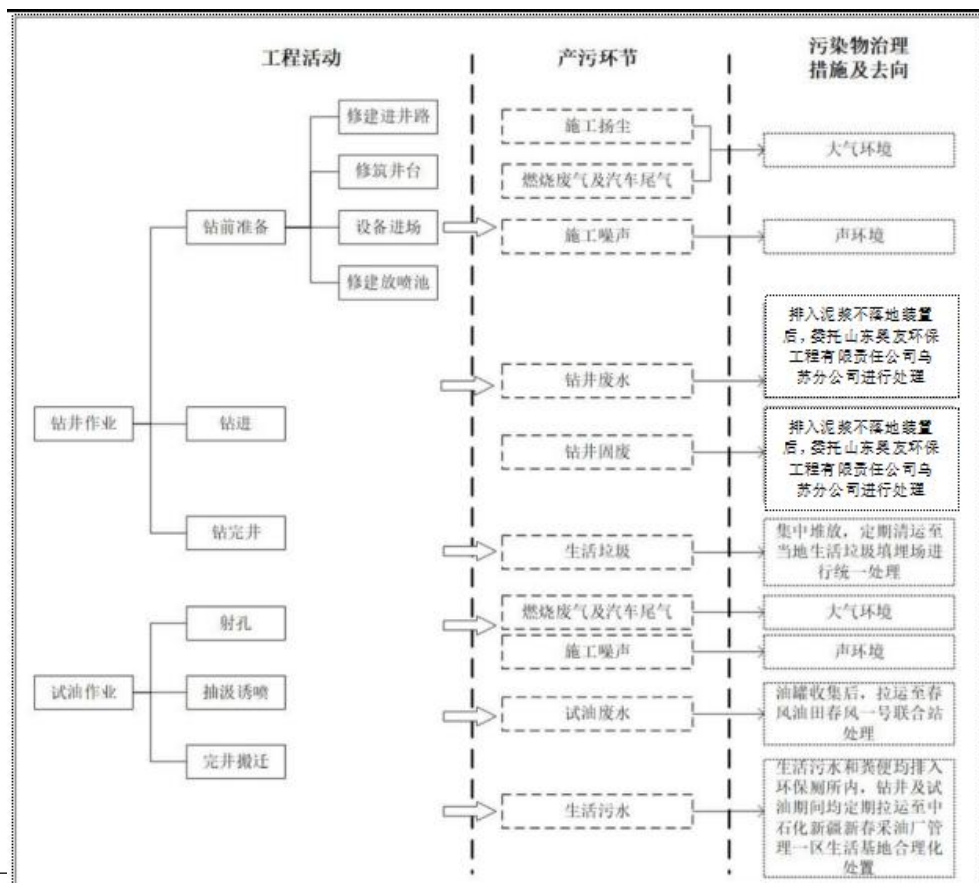 工程活动
产污环节
污染物治理
措施及去向
修建进井路
修筑井台
钻前准备
设备进场
修建放喷池
钻井作业
钻进
钻完井
射孔
试油作业
抽汲诱喷
完井搬迁
施工扬尘
燃烧废气及汽车尾气
施工噪声
钻井废水
钻井固废
生活垃圾
燃烧废气及汽车尾气
施工噪声
试油废水
生活污水
大气环境
声环境
排入泥浆不落地装置
后，委托山东奥友环保
工程有限责任公司乌
苏分公司进行处理
排入泥浆不落地装置
后，委托山东奥友环保
工程有限责任公司乌
苏分公司进行处理
集中堆放，定期清运至
当地生活垃圾填埋场进
行统一处理
大气环境
声环境
油罐收集后，拉运至春
风油田春风一号联合站
处理
生活污水和粪便均排入
环保厕所内，钻井及试
油期间均定期拉运至中
石化新疆新春采油厂管
理一区生活基地合理化
处置